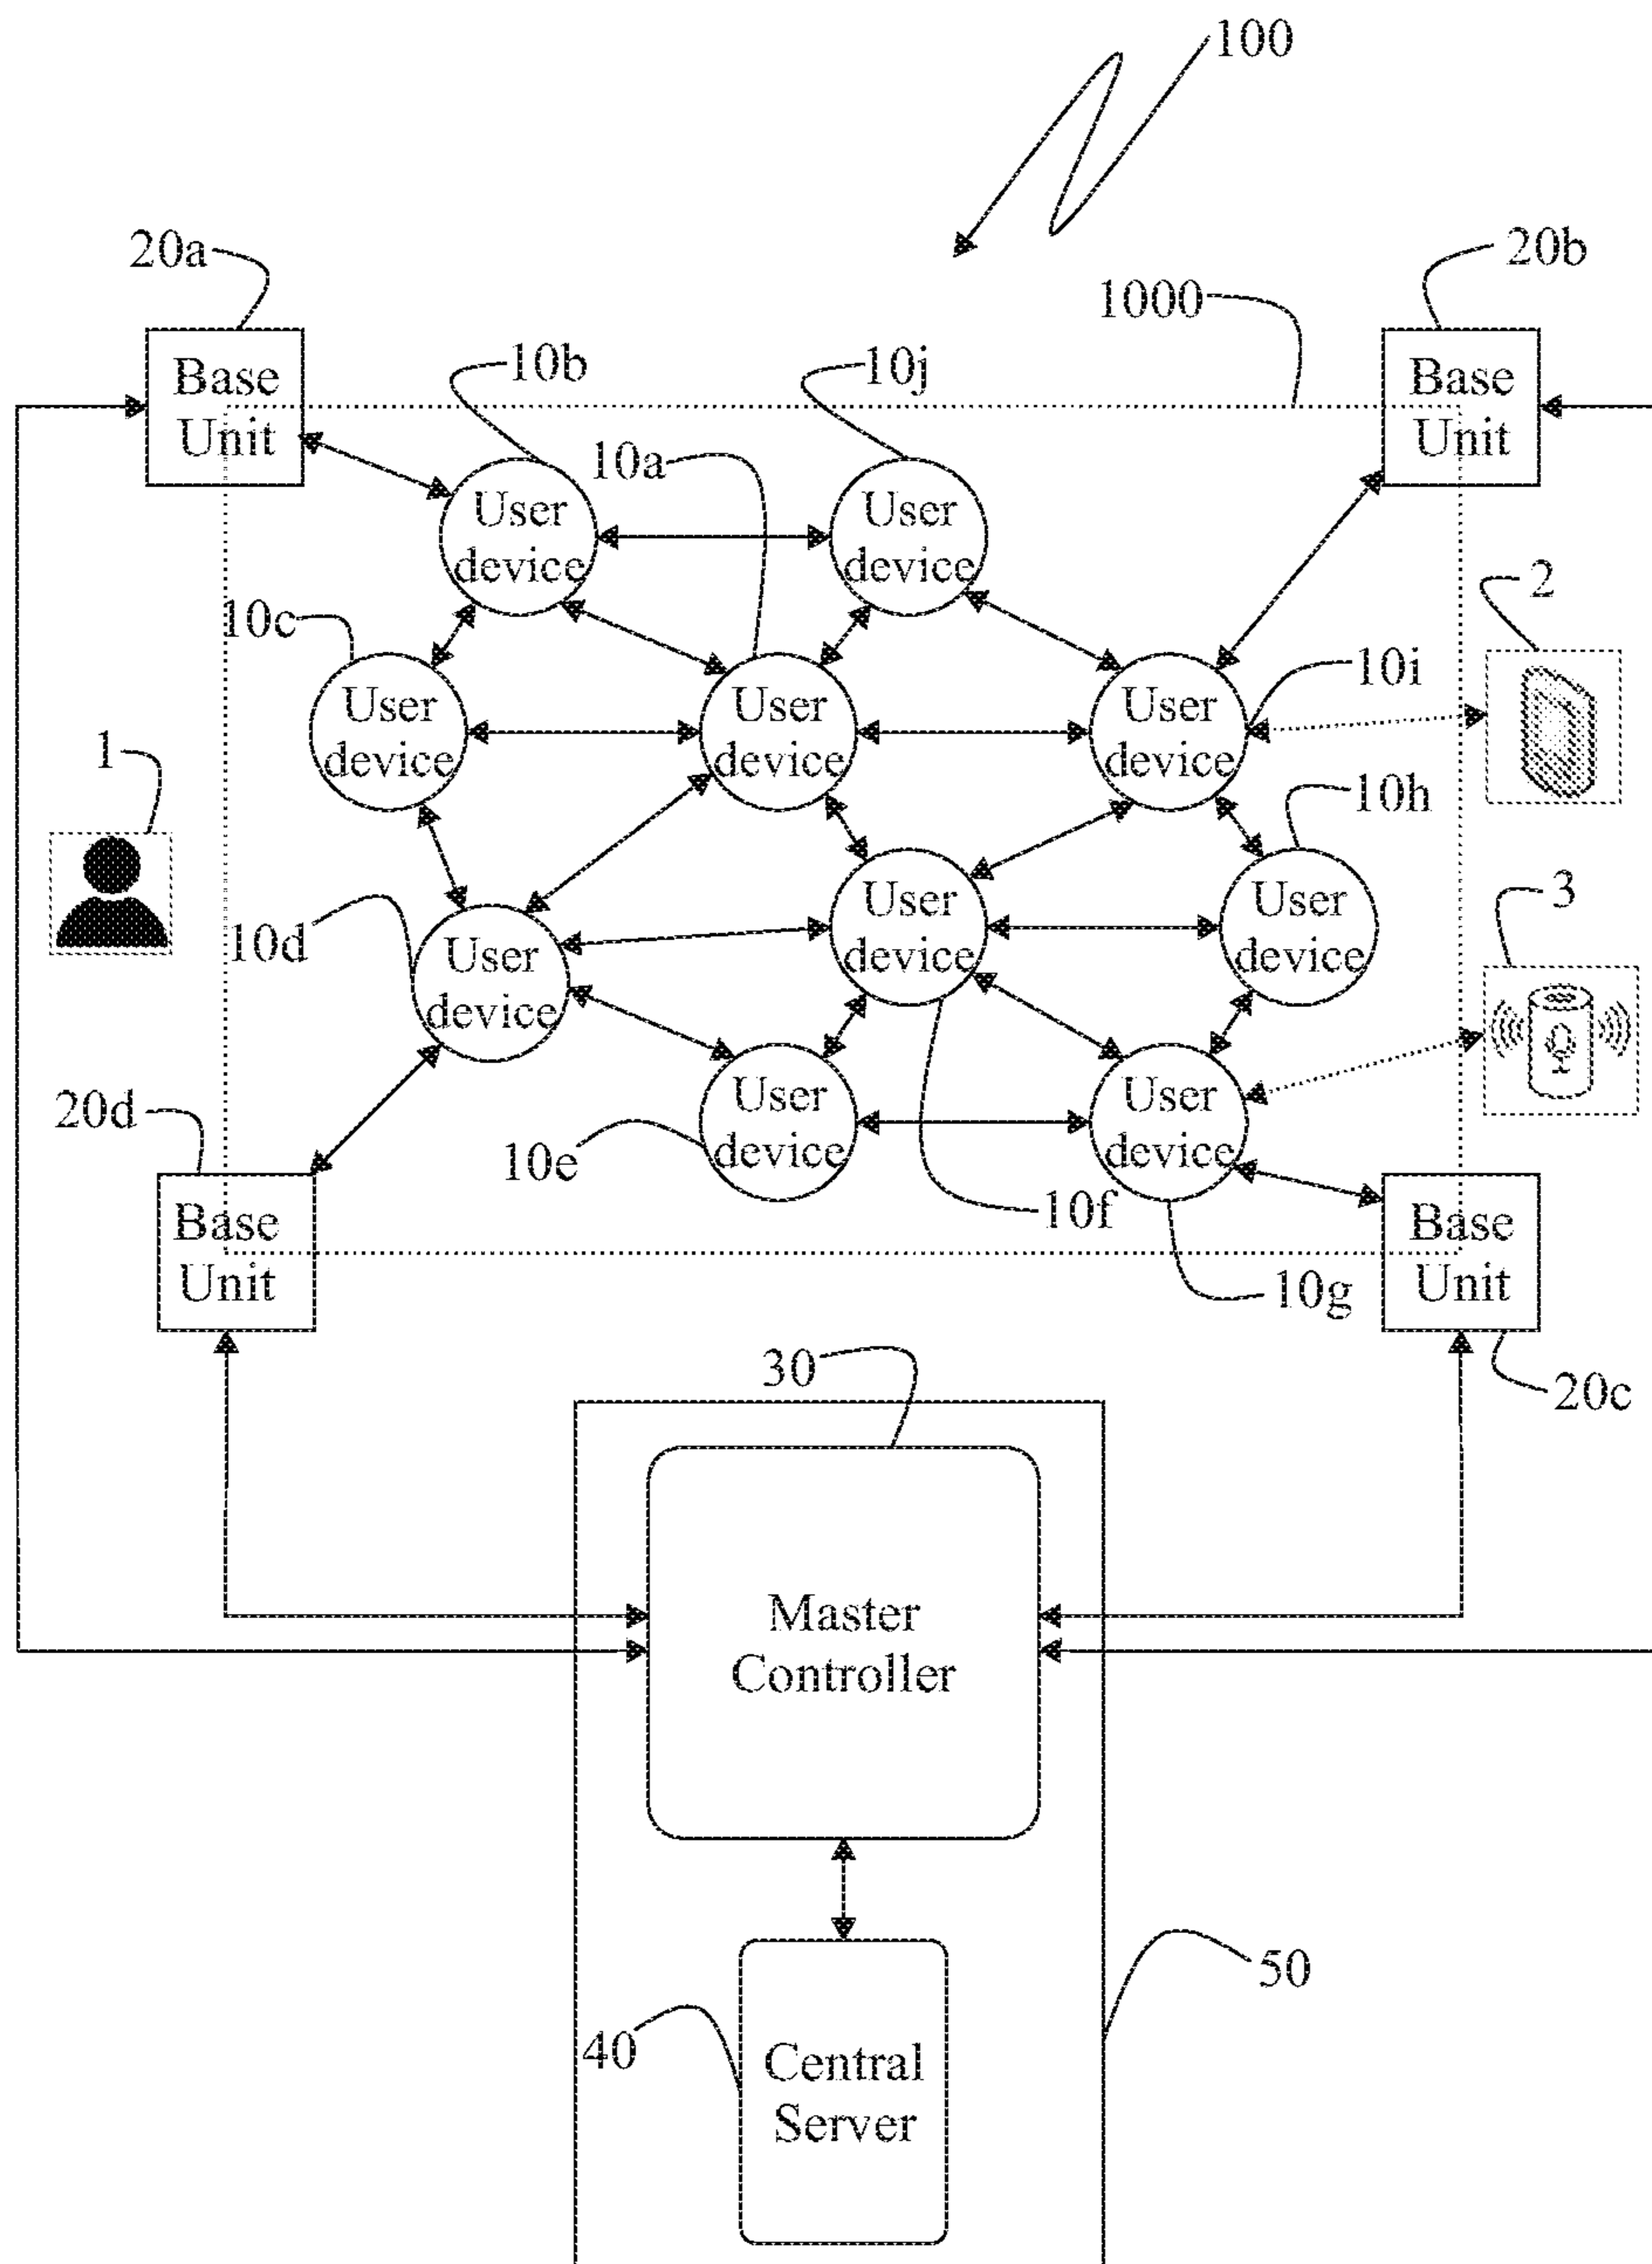 100
20a
20b
1000
Base
Unit
Base
Unit
10b
10j
10a
User
device
User
device
2
10c
10i
User
device
User
device
User
device
1
10h
3
User
device
User
device
10d
User
device
20d
User
device
User
device
10e
10f
Base
Unit
Base
Unit
10g
30
20c
Master
Controller
50
40
Central
Server